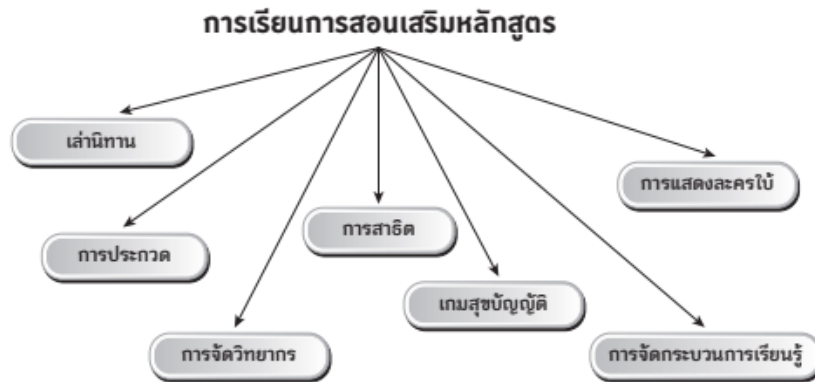 การเรียนการสอนเสริมหลักสูตร
เล่านิทาน
การแสดงละครใบ้
การสาธิต
การประกวด
เกมสุขบัญญัติ
การจัดวิทยากร
การจัดกระบวนการเรียนรู้